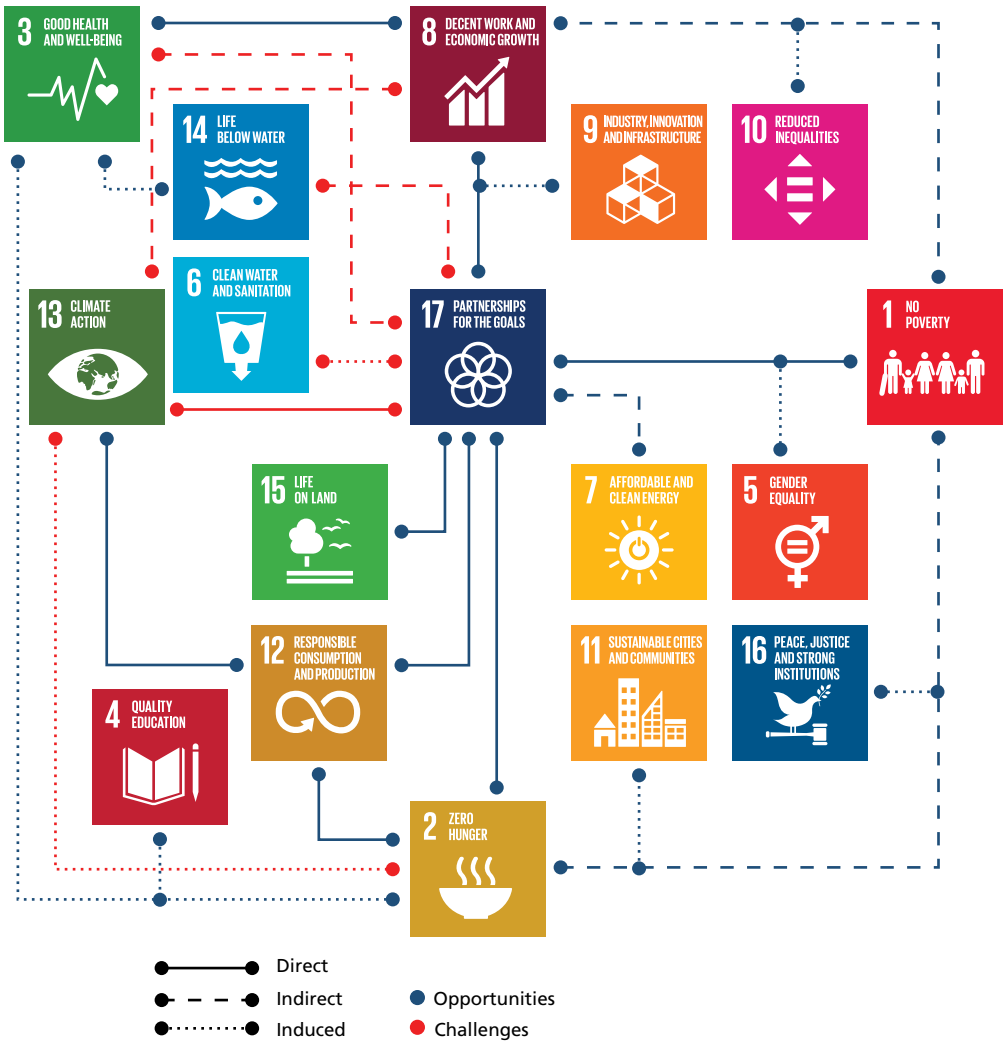 3 GOOD HEALTH
AND WELL-BEING
8 DECENT WORK AND
ECONOMIC GROWTH
14 LIFE
BELOW WATER
9 INDUSTRY, INNOVATION
AND INFRASTRUCTURE
10 REDUCED
INEQUALITIES
6 CLEAN WATER
AND SANITATION
13 CLIMATE
ACTION
17 PARTNERSHIPS
FOR THE GOALS
1 NO
POVERTY
15 LIFE
ON LAND
7 AFFORDABLE AND
CLEAN ENERGY
5 GENDER
EQUALITY
12 RESPONSIBLE
CONSUMPTION
AND PRODUCTION
11 SUSTAINABLE CITIES
AND COMMUNITIES
16 PEACE, JUSTICE
AND STRONG
INSTITUTIONS
4 QUALITY
EDUCATION
2 ZERO
HUNGER
Direct
Indirect
Induced
Opportunities
Challenges